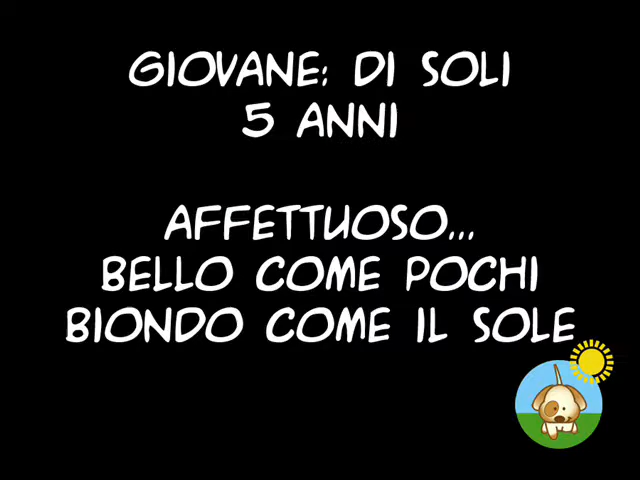 GIOVANE: DI SOLI
5 ANNI
AFFETTUOSO...
BELLO COME POCHI
BIONDO COME IL SOLE